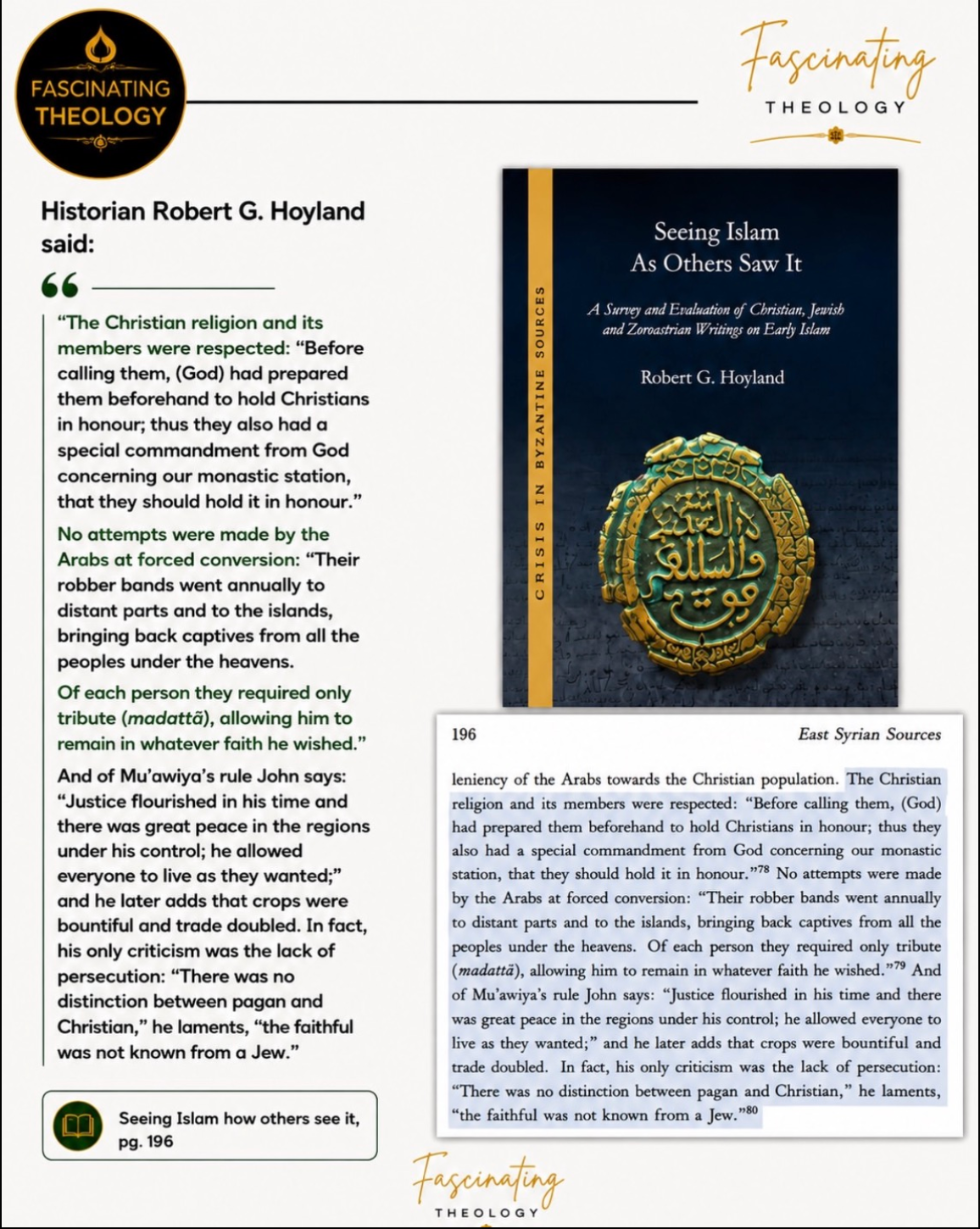 FASCINATING
THEOLOGY
Fascinating
THEOLOGY
Historian Robert G. Hoyland
said:
“
“The Christian religion and its
members were respected: “Before
calling them, (God) had prepared
them beforehand to hold Christians
in honour; thus they also had a
special commandment from God
concerning our monastic station,
that they should hold it in honour.”
No attempts were made by the
Arabs at forced conversion: “Their
robber bands went annually to
distant parts and to the islands,
bringing back captives from all the
peoples under the heavens.
Of each person they required only
tribute (madattā), allowing him to
remain in whatever faith he wished.”
And of Mu’awiya’s rule John says:
“Justice flourished in his time and
there was great peace in the regions
under his control; he allowed
everyone to live as they wanted;”
and he later adds that crops were
bountiful and trade doubled. In fact,
his only criticism was the lack of
persecution: “There was no
distinction between pagan and
Christian,” he laments, “the faithful
was not known from a Jew.”
Seeing Islam how others see it,
pg. 196
CRISIS IN BYZANTINE SOURCES
Seeing Islam
As Others Saw It
A Survey and Evaluation of Christian, Jewish
and Zoroastrian Writings on Early Islam
Robert G. Hoyland
196 East Syrian Sources
leniency of the Arabs towards the Christian population. The Christian
religion and its members were respected: “Before calling them, (God)
had prepared them beforehand to hold Christians in honour; thus they
also had a special commandment from God concerning our monastic
station, that they should hold it in honour.”78 No attempts were made
by the Arabs at forced conversion: “Their robber bands went annually
to distant parts and to the islands, bringing back captives from all the
peoples under the heavens. Of each person they required only tribute
(madattā), allowing him to remain in whatever faith he wished.”79 And
of Mu’awiya’s rule John says: “Justice flourished in his time and there
was great peace in the regions under his control; he allowed everyone to
live as they wanted;” and he later adds that crops were bountiful and
trade doubled. In fact, his only criticism was the lack of persecution:
“There was no distinction between pagan and Christian,” he laments,
“the faithful was not known from a Jew.”80
Fascinating
THEOLOGY